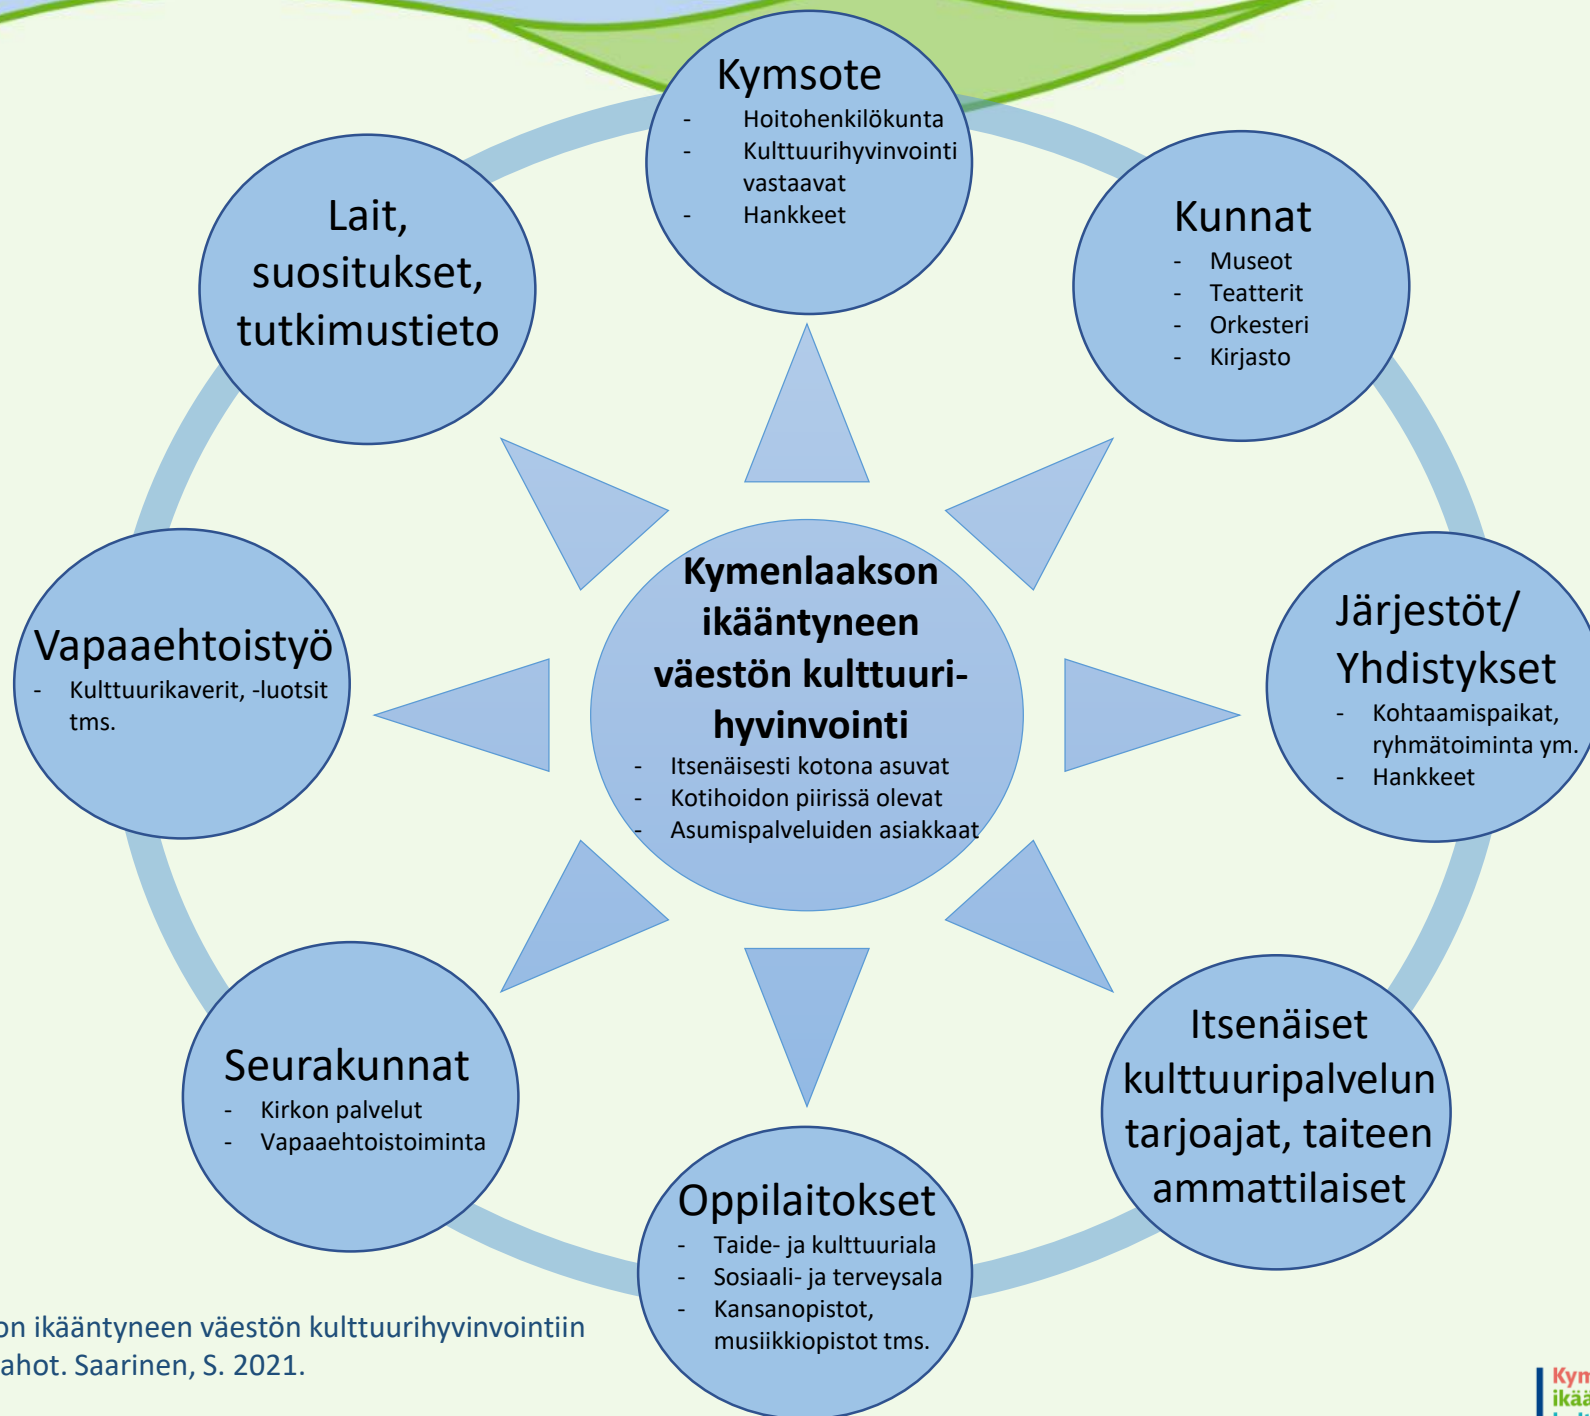 Kymsote
- Hoitohenkilökunta
- Kulttuurihyvinvointi
vastaavat
- Hankkeet
Kunnat
- Museot
- Teatterit
- Orkesteri
- Kirjasto
Järjestöt/
Yhdistykset
- Kohtaamispaikat,
ryhmätoiminta ym.
- Hankkeet
Itsenäiset
kulttuuripalvelun
tarjoajat, taiteen
ammattilaiset
Oppilaitokset
- Taide- ja kulttuuriala
- Sosiaali- ja terveysala
- Kansanopistot,
musiikkiopistot tms.
Seurakunnat
- Kirkon palvelut
- Vapaaehtoistoiminta
Vapaaehtoistyö
- Kulttuurikaverit, -luotsit
tms.
Lait,
suositukset,
tutkimustieto
Kymenlaakson
ikääntyneen
väestön kulttuuri-
hyvinvointi
- Itsenäisesti kotona asuvat
- Kotihoidon piirissä olevat
- Asumispalveluiden asiakkaat
on ikääntyneen väestön kulttuurihyvinvointiin
ahot. Saarinen, S. 2021.
Kym
ikää